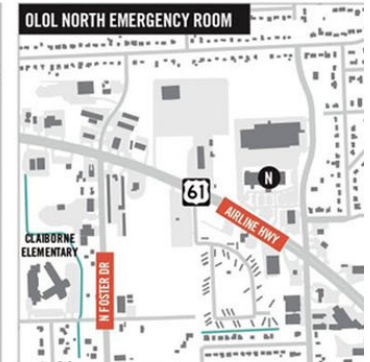 OLOL NORTH EMERGENCY ROOM
61
N
AIRLINE HWY
CLAIBORNE
ELEMENTARY
N FOSTER DR